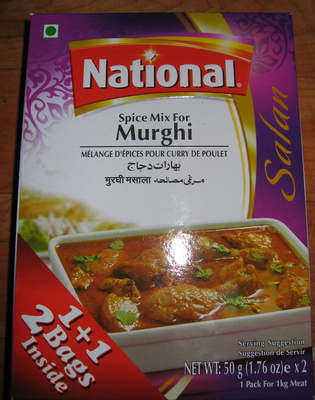 National
Spice Mix For
Murghi
MÉLANGE D'ÉPICES POUR CURRY DE POULET
بهارات دجاج
मुरघी मसाला مرغی مصالحہ
Salan
1+1
2 Bags
Inside
Serving Suggestion
Suggestion de Servir
NET WT: 50 g (1.76 oz) e x 2
1 Pack For 1kg Meat